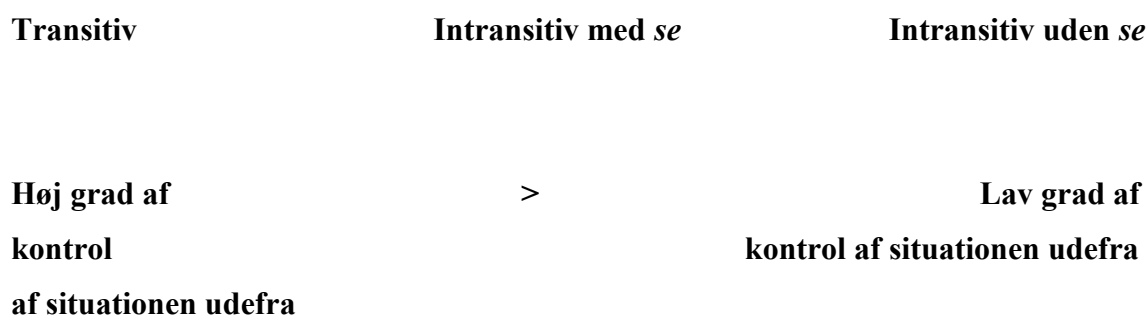 Transitiv Intransitiv med se Intransitiv uden se
Høj grad af > Lav grad af
kontrol kontrol af situationen udefra
af situationen udefra